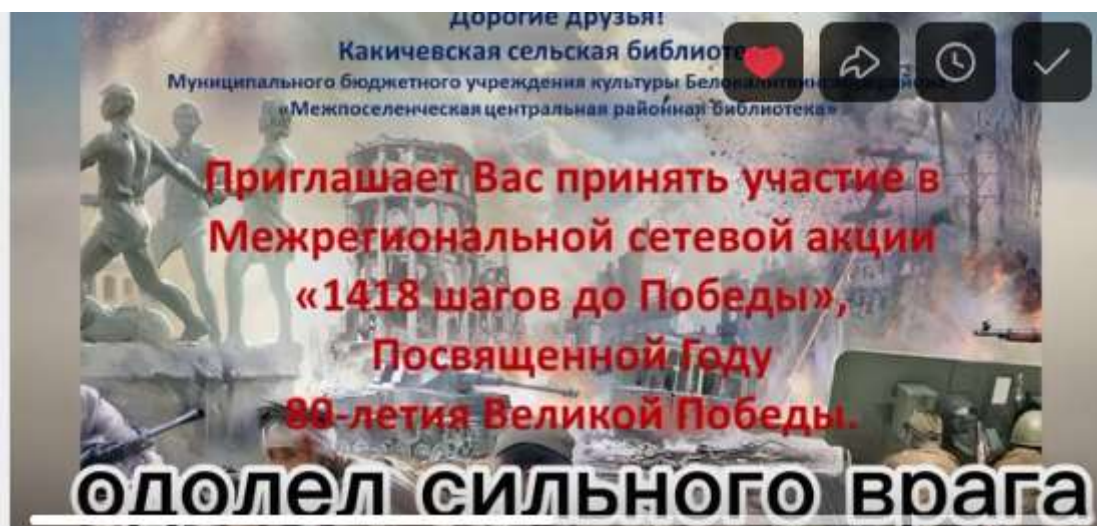 Дорогие друзья!
Какичевская сельская
Муниципального бюджетного учреждения культуры
«Межпоселенческая центральная районная библиотека»
Приглашает Вас принять участие в
Межрегиональной сетевой акции
«1418 шагов до Победы»,
Посвященной Году
80-летия Великой Победы.
одолел сильного врага